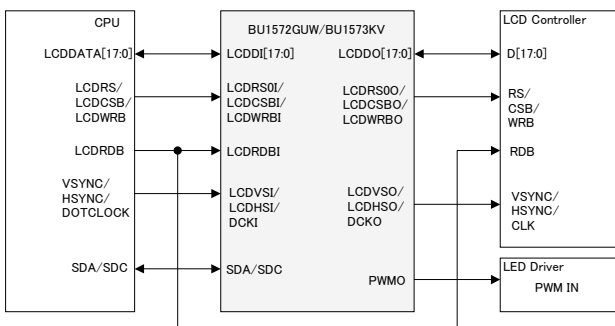 CPU
LCDDATA[17:0]
LCDRS/
LCDCSB/
LCDWRB
LCDRDB
VSYNC/
HSYNC/
DOTCLOCK
SDA/SDC
BU1572GUW/BU1573KV
LCDDI[17:0]
LCDDO[17:0]
LCDRS0I/
LCDCSBI/
LCDWRBI
LCDRS0O/
LCDCSBO/
LCDWRBO
LCDRDBI
LCDVSI/
LCDHSI/
DCKI
LCDVSO/
LCDHSO/
DCKO
SDA/SDC
PWMO
LCD Controller
D[17:0]
RS/
CSB/
WRB
RDB
VSYNC/
HSYNC/
CLK
LED Driver
PWM IN